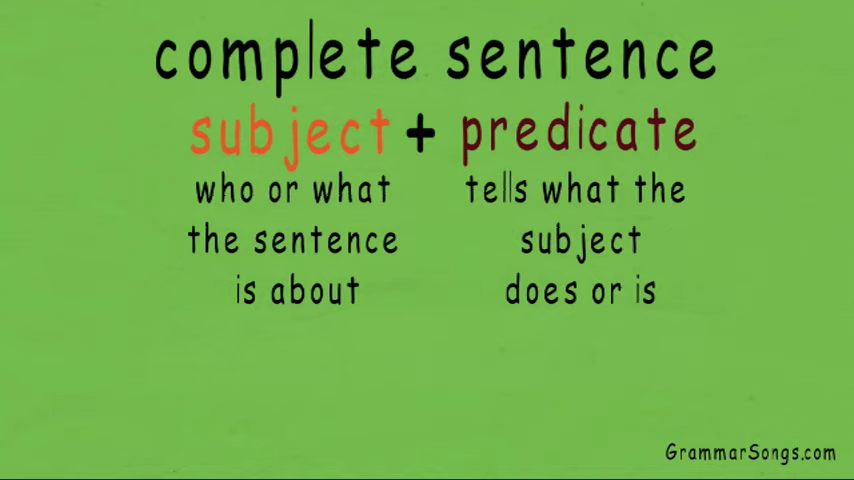 complete sentence
subject + predicate
who or what tells what the
the sentence subject
is about does or is
GrammarSongs.com